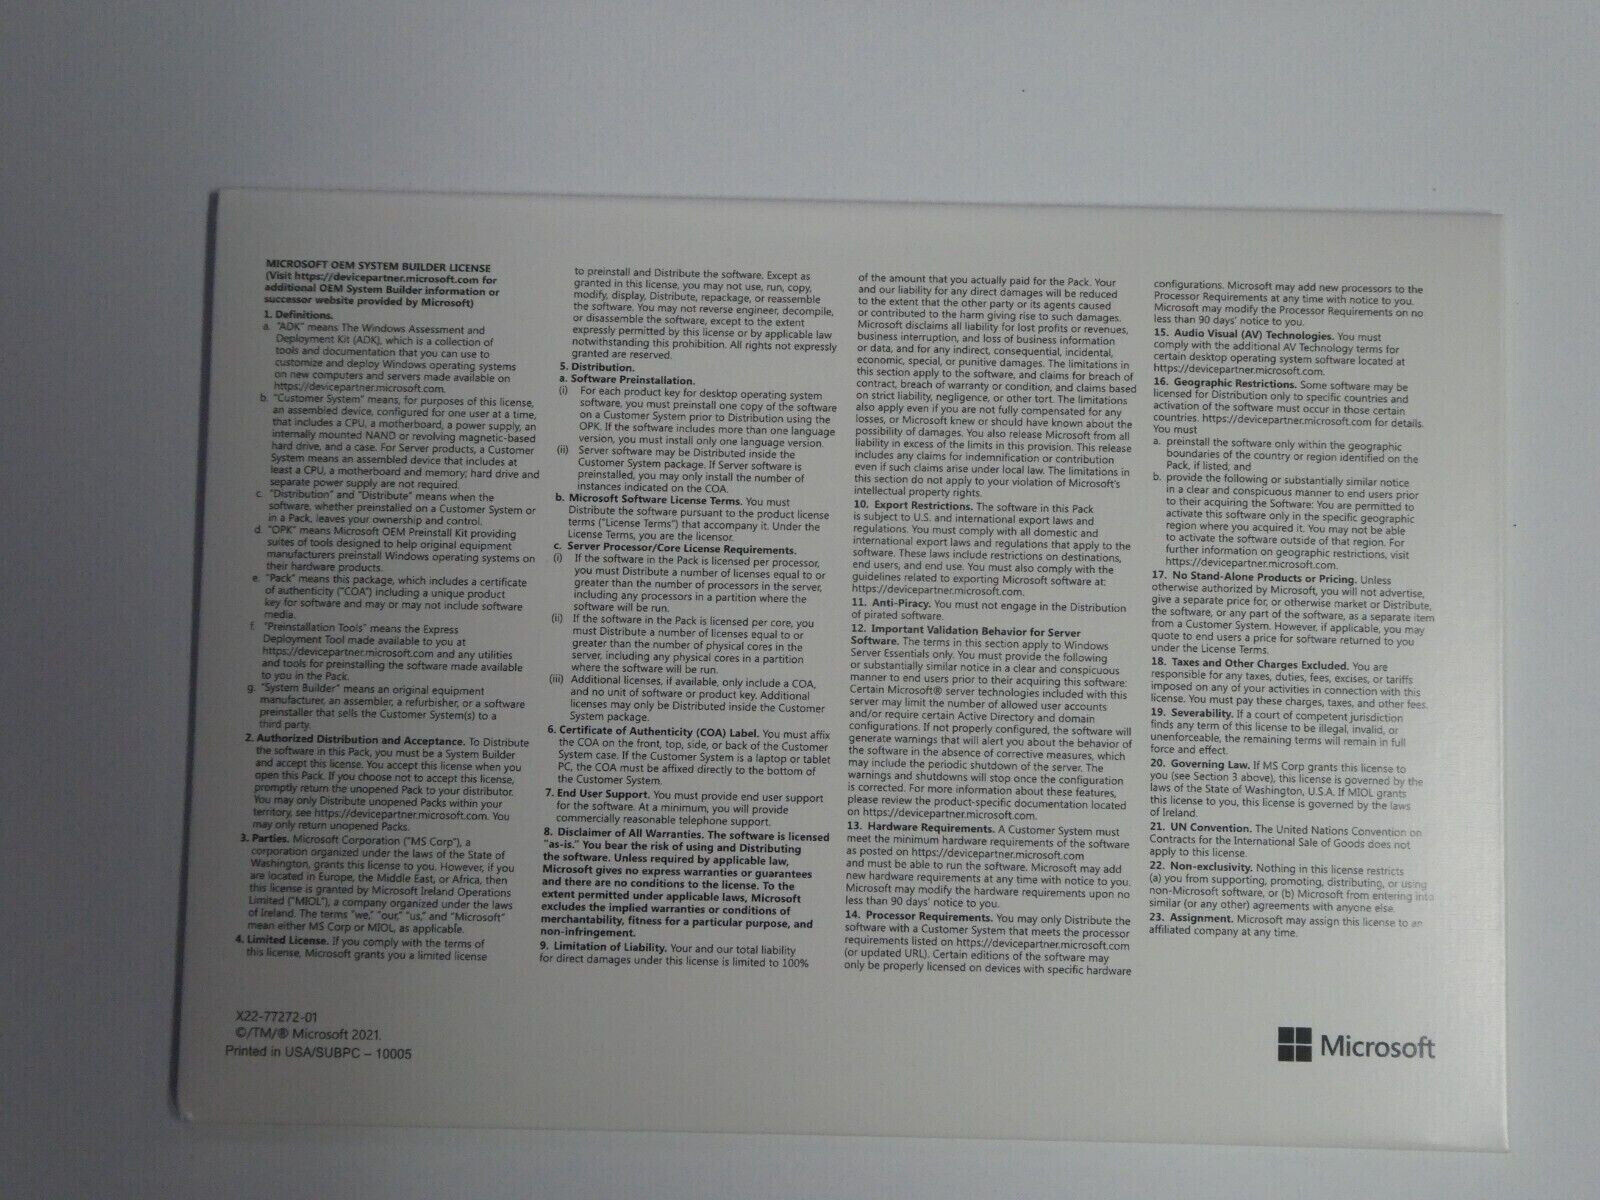 MICROSOFT OEM SYSTEM BUILDER LICENSE
(Visit https://devicepartner.microsoft.com for
additional OEM System Builder information or
successor website provided by Microsoft)
1. Definitions.
a. "ADK" means The Windows Assessment and
Deployment Kit (ADK), which is a collection of
tools and documentation that you can use to
customize and deploy Windows operating systems
on new computers and servers made available on
https://devicepartner.microsoft.com.
b. "Customer System" means, for purposes of this license,
an assembled device, configured for one user at a time,
that includes a CPU, a motherboard, a power supply, an
internally mounted NAND or revolving magnetic-based
hard drive, and a case. For Server products, a Customer
System means an assembled device that includes at
least a CPU, a motherboard and memory; hard drive and
separate power supply are not required.
c. "Distribution" and "Distribute" means when the
software, whether preinstalled on a Customer System or
in a Pack, leaves your ownership and control.
d. "OPK" means Microsoft OEM Preinstall Kit providing
suites of tools designed to help original equipment
manufacturers preinstall Windows operating systems on
their hardware products.
e. "Pack" means this package, which includes a certificate
of authenticity ("COA") including a unique product
key for software and may or may not include software
media.
f. "Preinstallation Tools" means the Express
Deployment Tool made available to you at
https://devicepartner.microsoft.com and any utilities
and tools for preinstalling the software made available
to you in the Pack.
g. "System Builder" means an original equipment
manufacturer, an assembler, a refurbisher, or a software
preinstaller that sells the Customer System(s) to a
third party.
2. Authorized Distribution and Acceptance. To Distribute
the software in this Pack, you must be a System Builder
and accept this license. You accept this license when you
open this Pack. If you choose not to accept this license,
promptly return the unopened Pack to your distributor.
You may only Distribute unopened Packs within your
territory, see https://devicepartner.microsoft.com. You
may only return unopened Packs.
3. Parties. Microsoft Corporation ("MS Corp"), a
corporation organized under the laws of the State of
Washington, grants this license to you. However, if you
are located in Europe, the Middle East, or Africa, then
this license is granted by Microsoft Ireland Operations
Limited ("MIOL"), a company organized under the laws
of Ireland. The terms "we," "our," "us," and "Microsoft"
mean either MS Corp or MIOL, as applicable.
4. Limited License. If you comply with the terms of
this license, Microsoft grants you a limited license
to preinstall and Distribute the software. Except as
granted in this license, you may not use, run, copy,
modify, display, Distribute, repackage, or reassemble
the software. You may not reverse engineer, decompile,
or disassemble the software, except to the extent
expressly permitted by this license or by applicable law
notwithstanding this prohibition. All rights not expressly
granted are reserved.
5. Distribution.
a. Software Preinstallation.
(i) For each product key for desktop operating system
software, you must preinstall one copy of the software
on a Customer System prior to Distribution using the
OPK. If the software includes more than one language
version, you must install only one language version.
(ii) Server software may be Distributed inside the
Customer System package. If Server software is
preinstalled, you may only install the number of
instances indicated on the COA.
b. Microsoft Software License Terms. You must
Distribute the software pursuant to the product license
terms ("License Terms") that accompany it. Under the
License Terms, you are the licensor.
c. Server Processor/Core License Requirements.
(i) If the software in the Pack is licensed per processor,
you must Distribute a number of licenses equal to or
greater than the number of processors in the server,
including any processors in a partition where the
software will be run.
(ii) If the software in the Pack is licensed per core, you
must Distribute a number of licenses equal to or
greater than the number of physical cores in the
server, including any physical cores in a partition
where the software will be run.
(iii) Additional licenses, if available, only include a COA,
and no unit of software or product key. Additional
licenses may only be Distributed inside the Customer
System package.
6. Certificate of Authenticity (COA) Label. You must affix
the COA on the front, top, side, or back of the Customer
System case. If the Customer System is a laptop or tablet
PC, the COA must be affixed directly to the bottom of
the Customer System.
7. End User Support. You must provide end user support
for the software. At a minimum, you will provide
commercially reasonable telephone support.
8. Disclaimer of All Warranties. The software is licensed
"as-is." You bear the risk of using and Distributing
the software. Unless required by applicable law,
Microsoft gives no express warranties or guarantees
and there are no conditions to the license. To the
extent permitted under applicable laws, Microsoft
excludes the implied warranties or conditions of
merchantability, fitness for a particular purpose, and
non-infringement.
9. Limitation of Liability. Your and our total liability
for direct damages under this license is limited to 100%
of the amount that you actually paid for the Pack. Your
and our liability for any direct damages will be reduced
to the extent that the other party or its agents caused
or contributed to the harm giving rise to such damages.
Microsoft disclaims all liability for lost profits or revenues,
business interruption, and loss of business information
or data, and for any indirect, consequential, incidental,
economic, special, or punitive damages. The limitations in
this section apply to the software, and claims for breach of
contract, breach of warranty or condition, and claims based
on strict liability, negligence, or other tort. The limitations
also apply even if you are not fully compensated for any
losses, or Microsoft knew or should have known about the
possibility of damages. You also release Microsoft from all
liability in excess of the limits in this provision. This release
includes any claims for indemnification or contribution
even if such claims arise under local law. The limitations in
this section do not apply to your violation of Microsoft's
intellectual property rights.
10. Export Restrictions. The software in this Pack
is subject to U.S. and international export laws and
regulations. You must comply with all domestic and
international export laws and regulations that apply to the
software. These laws include restrictions on destinations,
end users, and end use. You must also comply with the
guidelines related to exporting Microsoft software at:
https://devicepartner.microsoft.com.
11. Anti-Piracy. You must not engage in the Distribution
of pirated software.
12. Important Validation Behavior for Server
Software. The terms in this section apply to Windows
Server Essentials only. You must provide the following
or substantially similar notice in a clear and conspicuous
manner to end users prior to their acquiring this software:
Certain Microsoft® server technologies included with this
server may limit the number of allowed user accounts
and/or require certain Active Directory and domain
configurations. If not properly configured, the software will
generate warnings that will alert you about the behavior of
the software in the absence of corrective measures, which
may include the periodic shutdown of the server. The
warnings and shutdowns will stop once the configuration
is corrected. For more information about these features,
please review the product-specific documentation located
on https://devicepartner.microsoft.com.
13. Hardware Requirements. A Customer System must
meet the minimum hardware requirements of the software
as posted on https://devicepartner.microsoft.com
and must be able to run the software. Microsoft may add
new hardware requirements at any time with notice to you.
Microsoft may modify the hardware requirements upon no
less than 90 days' notice to you.
14. Processor Requirements. You may only Distribute the
software with a Customer System that meets the processor
requirements listed on https://devicepartner.microsoft.com
(or updated URL). Certain editions of the software may
only be properly licensed on devices with specific hardware
configurations. Microsoft may add new processors to the
Processor Requirements at any time with notice to you.
Microsoft may modify the Processor Requirements on no
less than 90 days' notice to you.
15. Audio Visual (AV) Technologies. You must
comply with the additional AV Technology terms for
certain desktop operating system software located at
https://devicepartner.microsoft.com.
16. Geographic Restrictions. Some software may be
licensed for Distribution only to specific countries and
activation of the software must occur in those certain
countries. https://devicepartner.microsoft.com for details.
You must
a. preinstall the software only within the geographic
boundaries of the country or region identified on the
Pack, if listed; and
b. provide the following or substantially similar notice
in a clear and conspicuous manner to end users prior
to their acquiring the Software: You are permitted to
activate this software only in the specific geographic
region where you acquired it. You may not be able
to activate the software outside of that region. For
further information on geographic restrictions, visit
https://devicepartner.microsoft.com.
17. No Stand-Alone Products or Pricing. Unless
otherwise authorized by Microsoft, you will not advertise,
give a separate price for, or otherwise market or Distribute,
the software, or any part of the software, as a separate item
from a Customer System. However, if applicable, you may
quote to end users a price for software returned to you
under the License Terms.
18. Taxes and Other Charges Excluded. You are
responsible for any taxes, duties, fees, excises, or tariffs
imposed on any of your activities in connection with this
license. You must pay these charges, taxes, and other fees.
19. Severability. If a court of competent jurisdiction
finds any term of this license to be illegal, invalid, or
unenforceable, the remaining terms will remain in full
force and effect.
20. Governing Law. If MS Corp grants this license to
you (see Section 3 above), this license is governed by the
laws of the State of Washington, U.S.A. If MIOL grants
this license to you, this license is governed by the laws
of Ireland.
21. UN Convention. The United Nations Convention on
Contracts for the International Sale of Goods does not
apply to this license.
22. Non-exclusivity. Nothing in this license restricts
(a) you from supporting, promoting, distributing, or using
non-Microsoft software, or (b) Microsoft from entering into
similar (or any other) agreements with anyone else.
23. Assignment. Microsoft may assign this license to an
affiliated company at any time.
X22-77272-01
©/TM/® Microsoft 2021.
Printed in USA/SUBPC – 10005
Microsoft